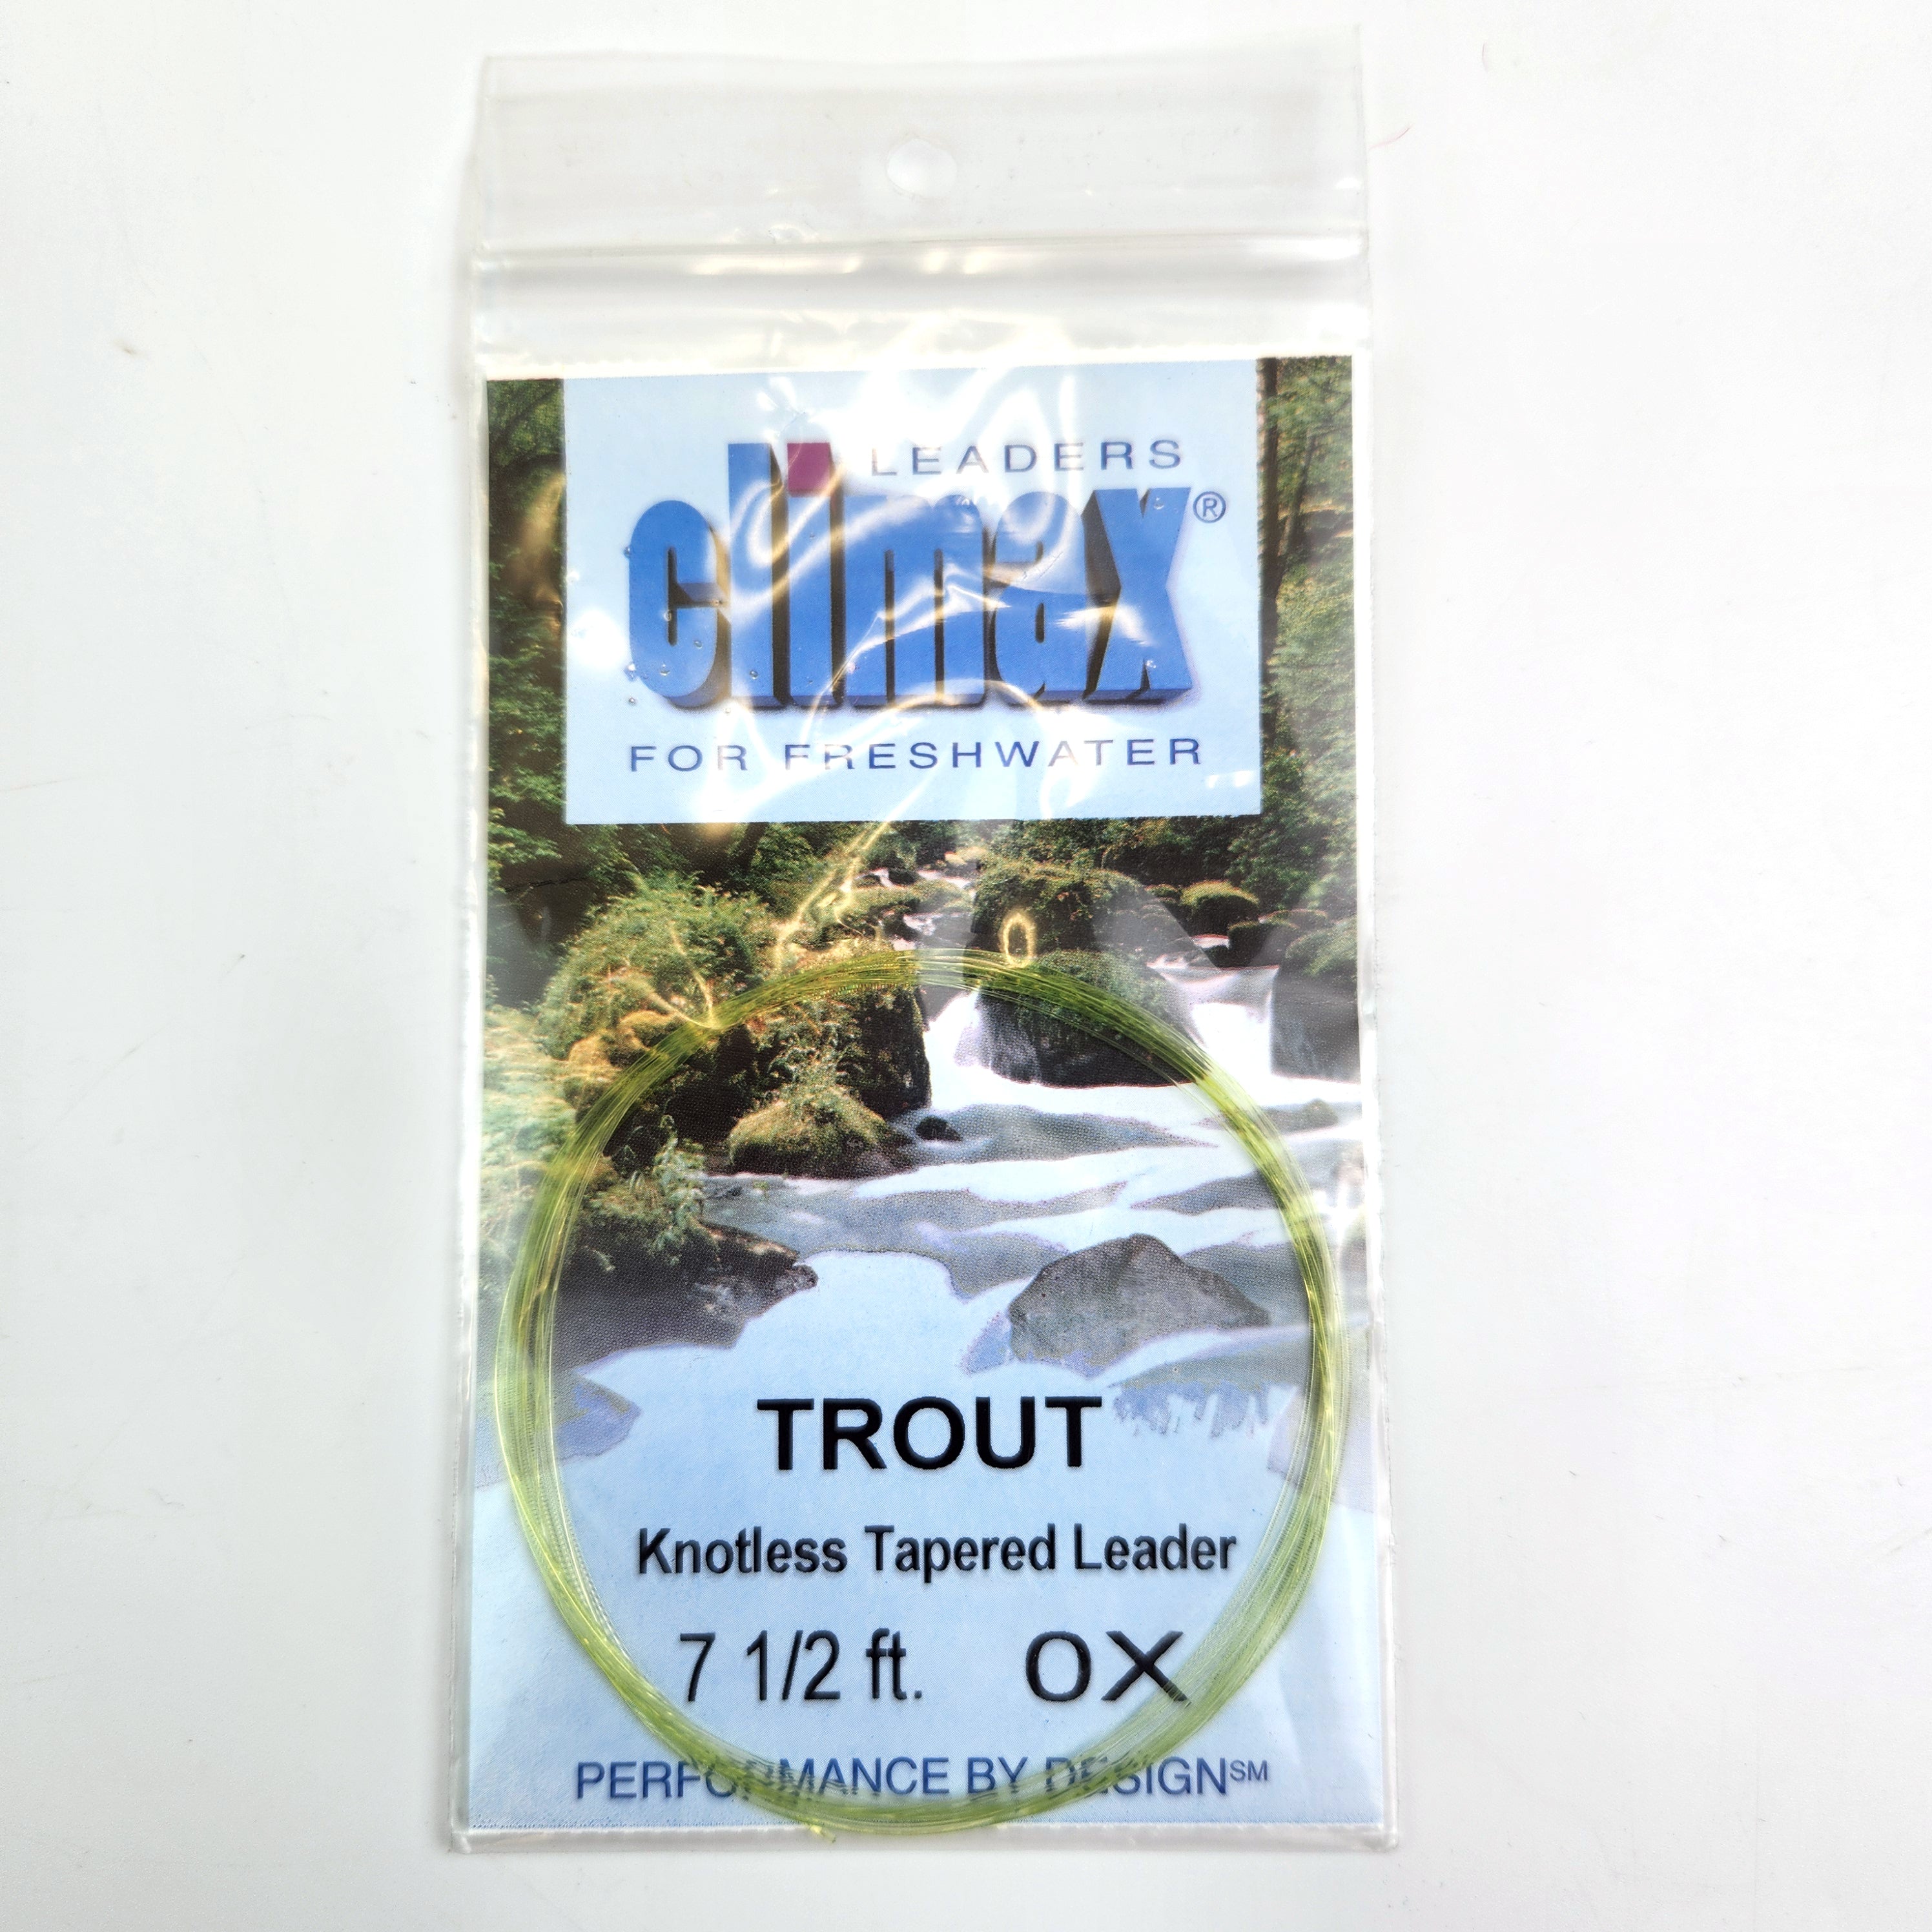 LEADERS
climax®
FOR FRESHWATER
TROUT
Knotless Tapered Leader
7 1/2 ft. 0X
PERFORMANCE BY DESIGN℠